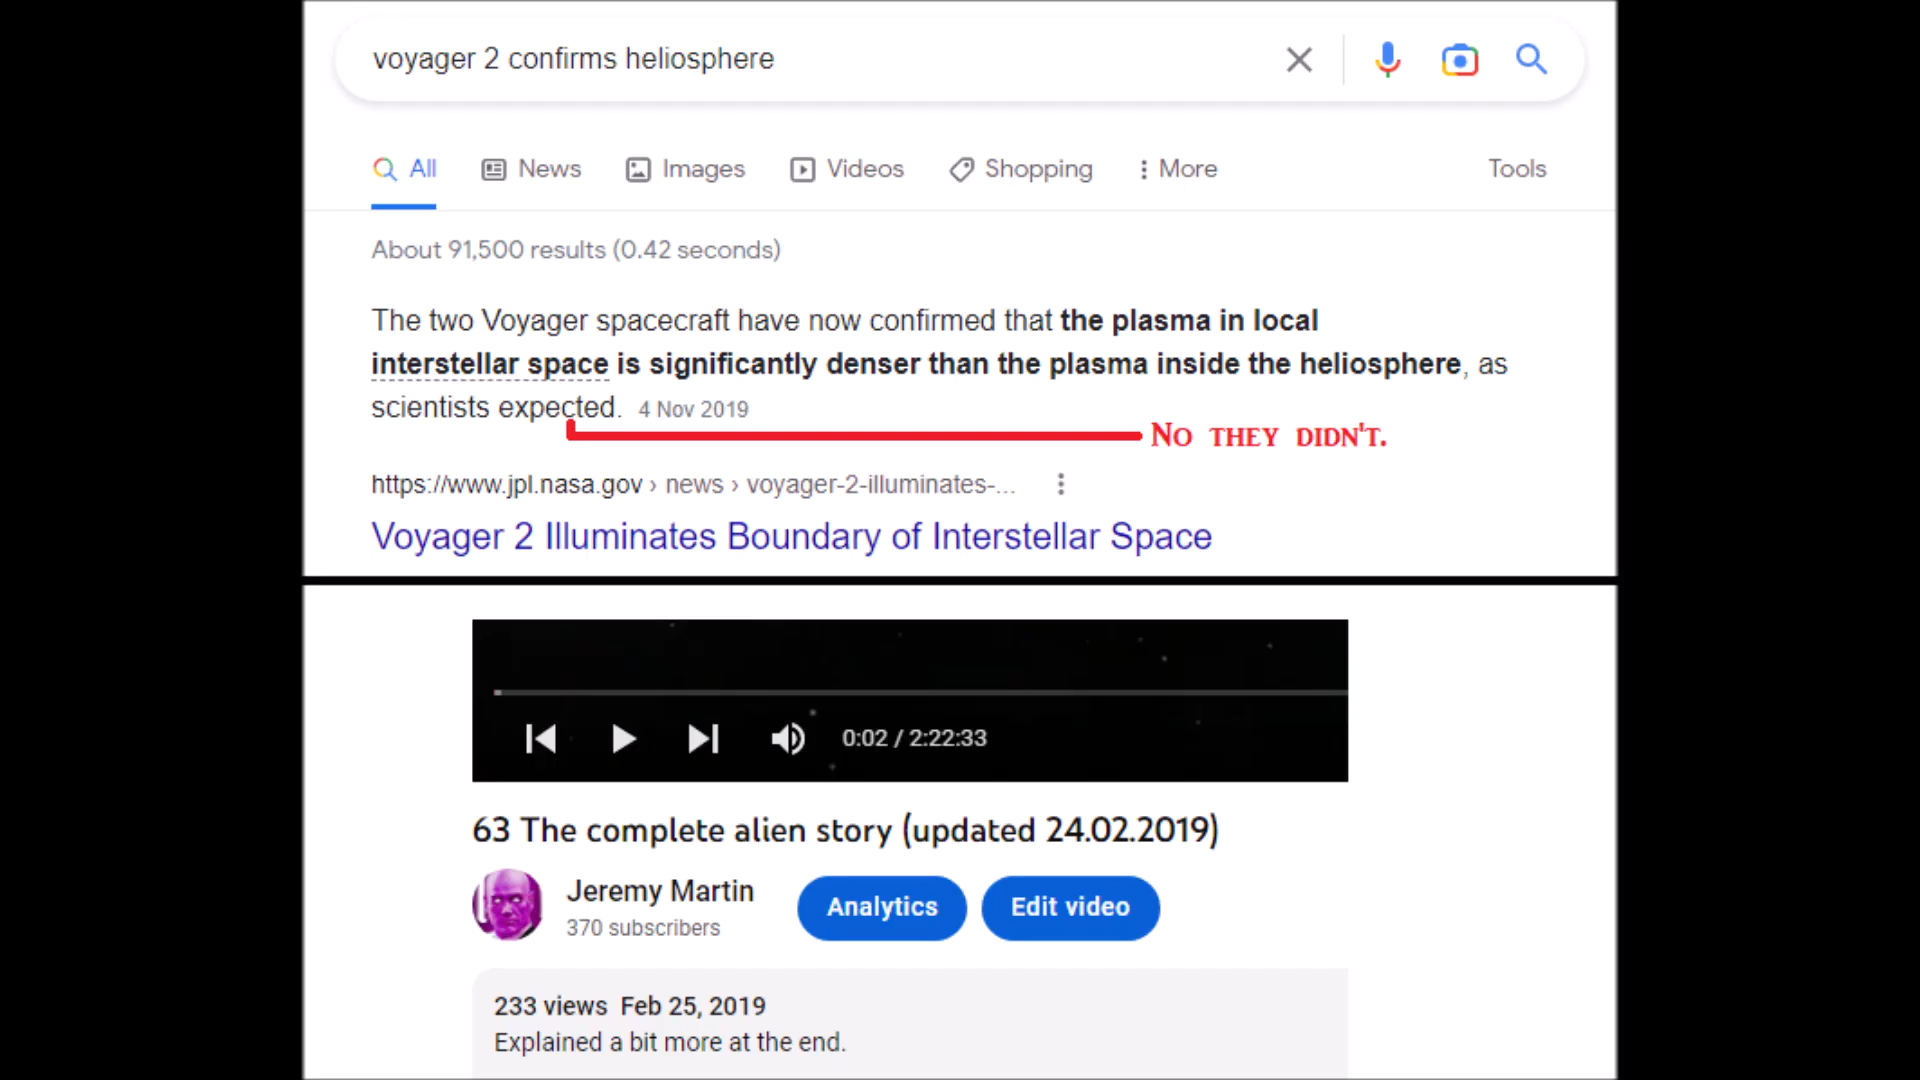 voyager 2 confirms heliosphere
All News Images Videos Shopping More Tools
About 91,500 results (0.42 seconds)
The two Voyager spacecraft have now confirmed that the plasma in local
interstellar space is significantly denser than the plasma inside the heliosphere, as
scientists expected. 4 Nov 2019
No they didn't.
https://www.jpl.nasa.gov › news › voyager-2-illuminates-...
Voyager 2 Illuminates Boundary of Interstellar Space
0:02 / 2:22:33
63 The complete alien story (updated 24.02.2019)
Jeremy Martin
370 subscribers
Analytics
Edit video
233 views Feb 25, 2019
Explained a bit more at the end.